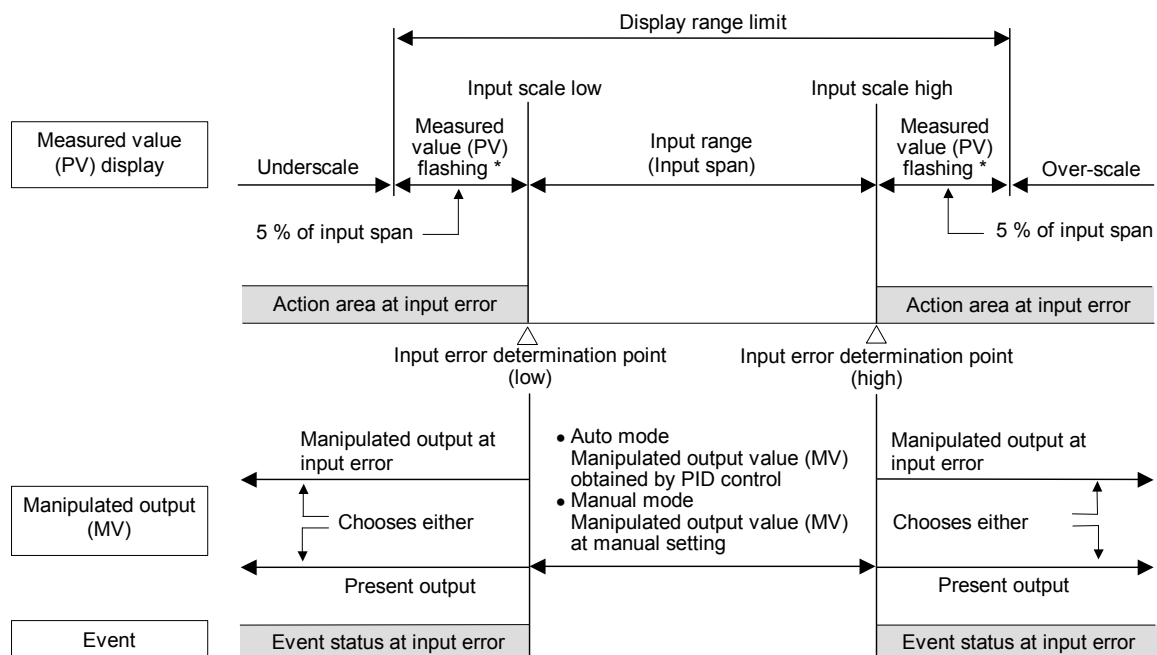 Display range limit
Input scale low
Input scale high
Measured value
(PV) display
Underscale
Measured
value (PV)
flashing *
Input range
(Input span)
Measured
value (PV)
flashing *
Over-scale
5 % of input span
5 % of input span
Action area at input error
Action area at input error
Input error determination point
(low)
Input error determination point
(high)
Manipulated output
(MV)
Manipulated output at
input error
Chooses either
Present output
• Auto mode
Manipulated output value (MV)
obtained by PID control
• Manual mode
Manipulated output value (MV)
at manual setting
Manipulated output at
input error
Chooses either
Present output
Event
Event status at input error
Event status at input error